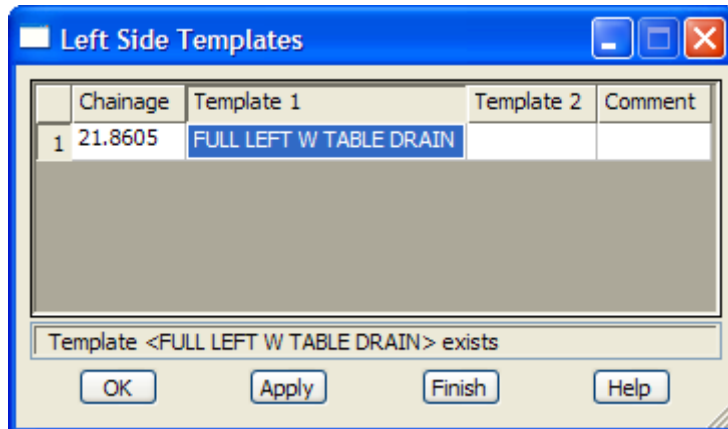 Left Side Templates
Chainage Template 1 Template 2 Comment
1 21.8605 FULL LEFT W TABLE DRAIN
Template <FULL LEFT W TABLE DRAIN> exists
OK Apply Finish Help